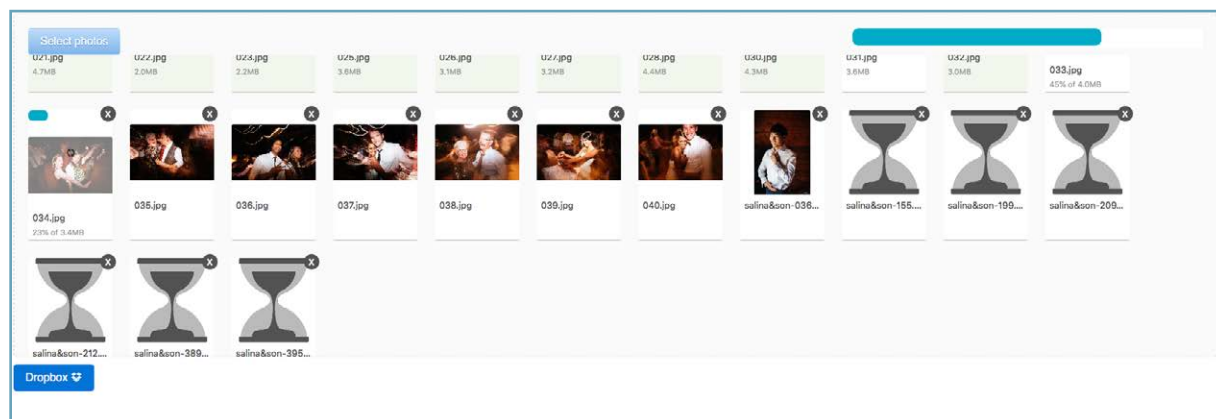 Select photos
021.jpg
4.7MB
022.jpg
2.0MB
023.jpg
2.2MB
025.jpg
3.8MB
026.jpg
3.1MB
027.jpg
3.2MB
028.jpg
4.4MB
030.jpg
4.3MB
031.jpg
3.6MB
032.jpg
3.0MB
033.jpg
45% of 4.0MB
X
034.jpg
23% of 3.4MB
X
035.jpg
X
036.jpg
X
037.jpg
X
038.jpg
X
039.jpg
X
040.jpg
X
salina&son-036...
X
salina&son-155....
X
salina&son-199....
X
salina&son-209...
X
salina&son-212....
X
salina&son-389...
X
salina&son-395...
Dropbox